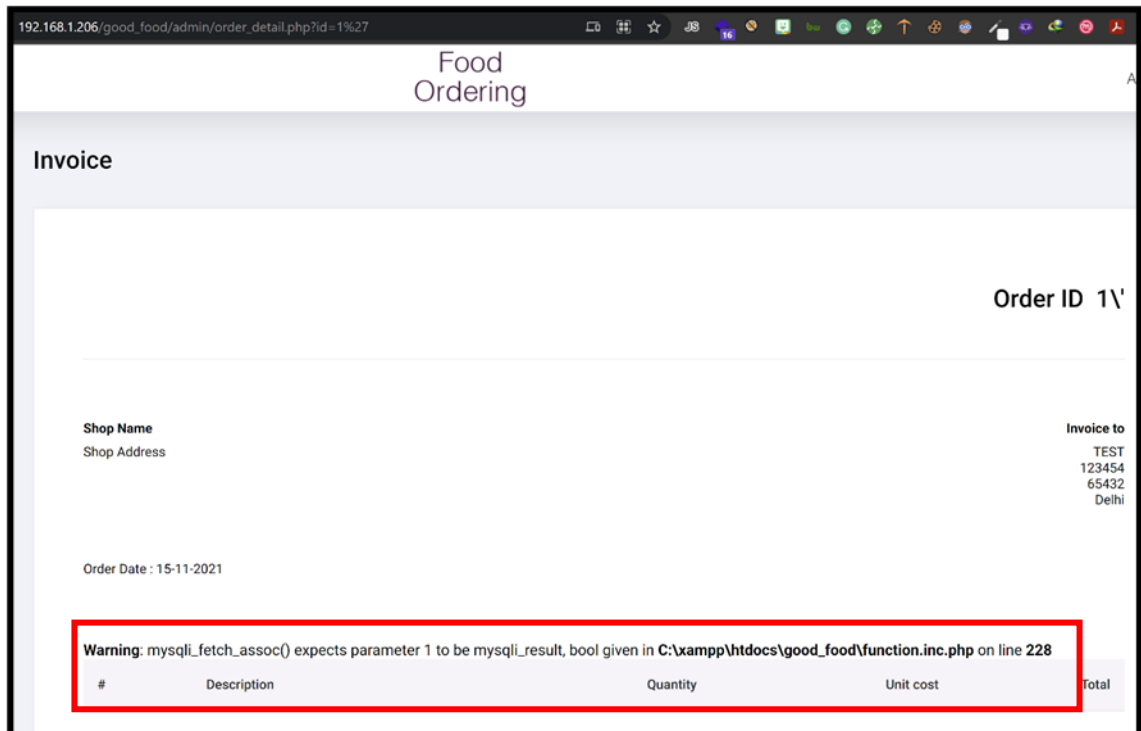 192.168.1.206/good_food/admin/order_detail.php?id=1%27
JS
16
Food
Ordering
A
Invoice
Order ID 1\'
Shop Name
Invoice to
Shop Address
TEST
123454
65432
Delhi
Order Date : 15-11-2021
Warning: mysqli_fetch_assoc() expects parameter 1 to be mysqli_result, bool given in C:\xampp\htdocs\good_food\function.inc.php on line 228
# Description Quantity Unit cost Total